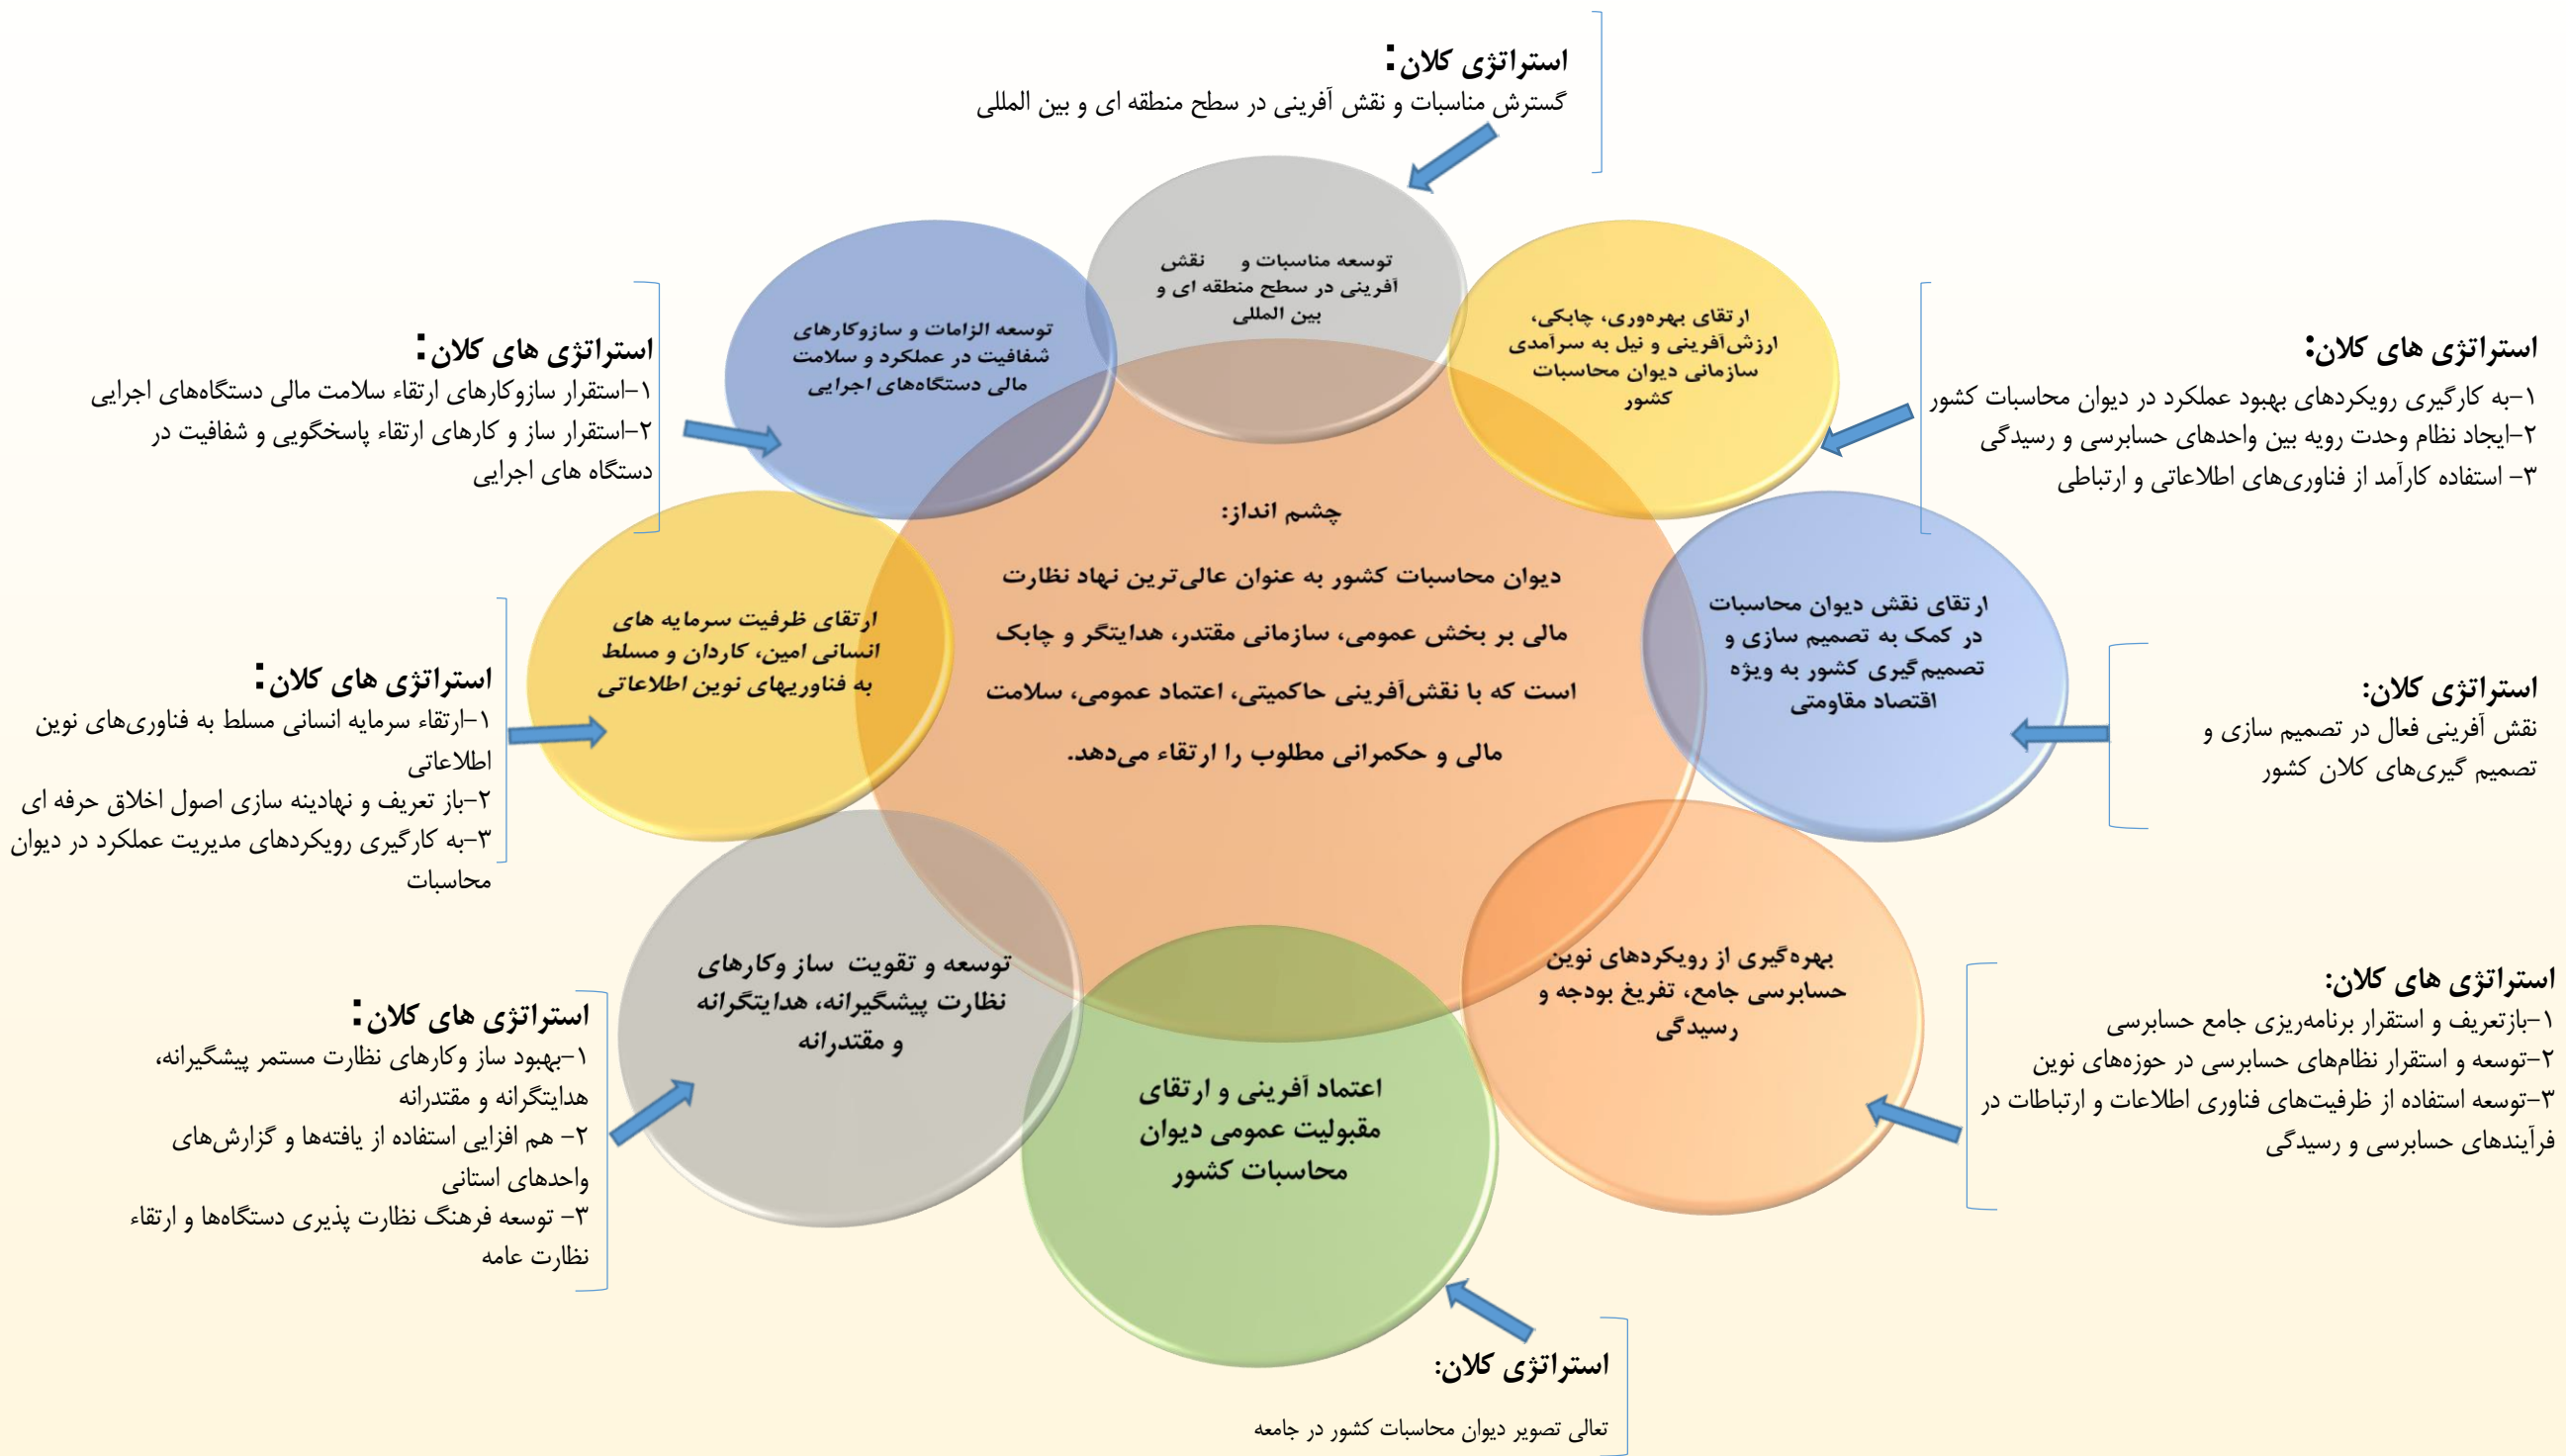 استراتژی کلان:
گسترش مناسبات و نقش آفرینی در سطح منطقه ای و بین المللی
توسعه مناسبات و نقش
آفرینی در سطح منطقه ای و
بین المللی
ارتقای بهره‌وری، چابکی،
ارزش‌آفرینی و نیل به سرآمدی
سازمانی دیوان محاسبات
کشور
استراتژی های کلان:
۱-به کارگیری رویکردهای بهبود عملکرد در دیوان محاسبات کشور
۲-ایجاد نظام وحدت رویه بین واحدهای حسابرسی و رسیدگی
۳- استفاده کارآمد از فناوری‌های اطلاعاتی و ارتباطی
ارتقای نقش دیوان محاسبات
در کمک به تصمیم سازی و
تصمیم‌گیری کشور به ویژه
اقتصاد مقاومتی
استراتژی کلان:
نقش آفرینی فعال در تصمیم سازی و
تصمیم گیری‌های کلان کشور
بهره‌گیری از رویکردهای نوین
حسابرسی جامع، تفریغ بودجه و
رسیدگی
استراتژی های کلان:
۱-بازتعریف و استقرار برنامه‌ریزی جامع حسابرسی
۲-توسعه و استقرار نظام‌های حسابرسی در حوزه‌های نوین
۳-توسعه استفاده از ظرفیت‌های فناوری اطلاعات و ارتباطات در
فرآیندهای حسابرسی و رسیدگی
اعتماد آفرینی و ارتقای
مقبولیت عمومی دیوان
محاسبات کشور
استراتژی کلان:
تعالی تصویر دیوان محاسبات کشور در جامعه
توسعه و تقویت ساز وکارهای
نظارت پیشگیرانه، هدایتگرانه
و مقتدرانه
استراتژی های کلان:
۱-بهبود ساز وکارهای نظارت مستمر پیشگیرانه،
هدایتگرانه و مقتدرانه
۲- هم افزایی استفاده از یافته‌ها و گزارش‌های
واحدهای استانی
۳- توسعه فرهنگ نظارت پذیری دستگاه‌ها و ارتقاء
نظارت عامه
ارتقای ظرفیت سرمایه های
انسانی امین، کاردان و مسلط
به فناوریهای نوین اطلاعاتی
استراتژی های کلان:
۱-ارتقاء سرمایه انسانی مسلط به فناوری‌های نوین
اطلاعاتی
۲-باز تعریف و نهادینه سازی اصول اخلاق حرفه ای
۳-به کارگیری رویکردهای مدیریت عملکرد در دیوان
محاسبات
توسعه الزامات و سازوکارهای
شفافیت در عملکرد و سلامت
مالی دستگاه‌های اجرایی
استراتژی های کلان:
۱-استقرار سازوکارهای ارتقاء سلامت مالی دستگاه‌های اجرایی
۲-استقرار ساز و کارهای ارتقاء پاسخگویی و شفافیت در
دستگاه های اجرایی
چشم انداز:
دیوان محاسبات کشور به عنوان عالی‌ترین نهاد نظارت
مالی بر بخش عمومی، سازمانی مقتدر، هدایتگر و چابک
است که با نقش‌آفرینی حاکمیتی، اعتماد عمومی، سلامت
مالی و حکمرانی مطلوب را ارتقاء می‌دهد.